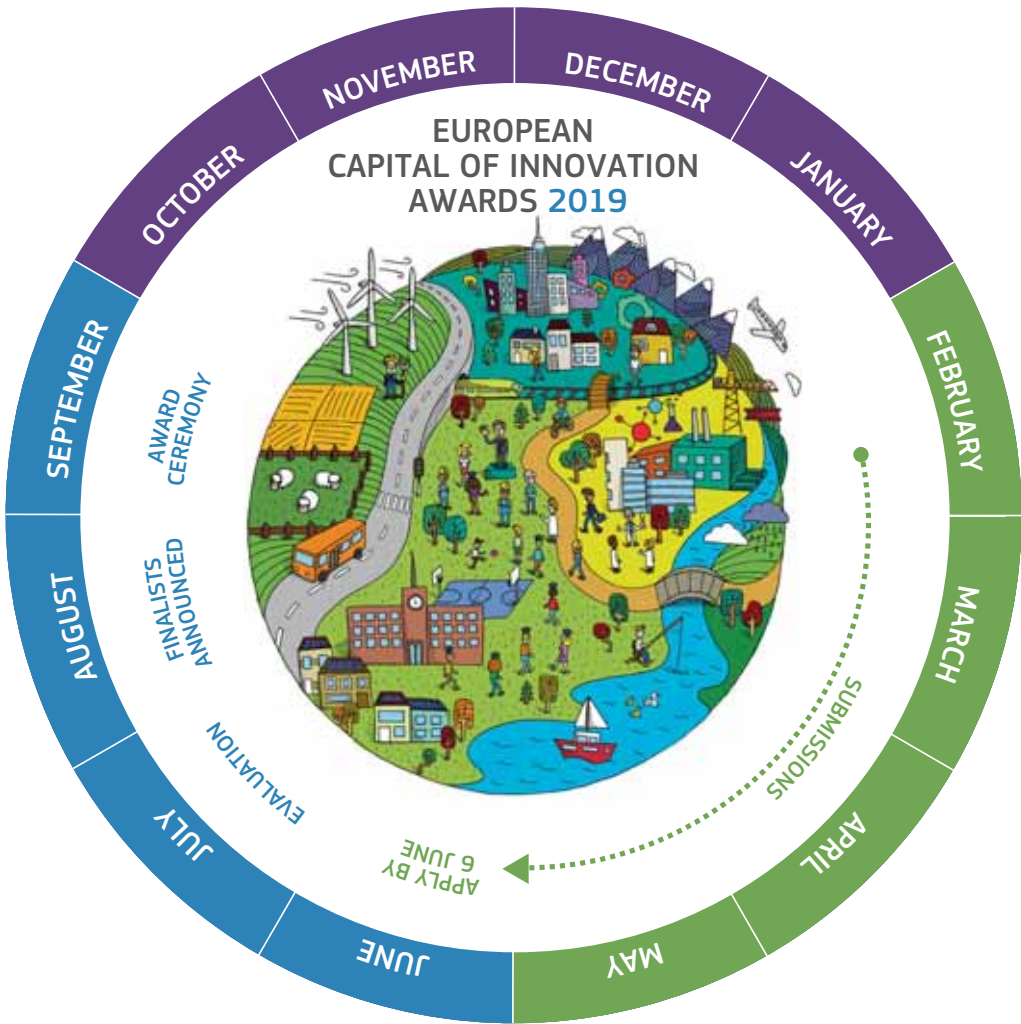 EUROPEAN
CAPITAL OF INNOVATION
AWARDS 2019
DECEMBER
JANUARY
FEBRUARY
MARCH
APRIL
MAY
JUNE
JULY
AUGUST
SEPTEMBER
OCTOBER
NOVEMBER
SUBMISSIONS
APPLY BY
6 JUNE
EVALUATION
FINALISTS
ANNOUNCED
AWARD
CEREMONY